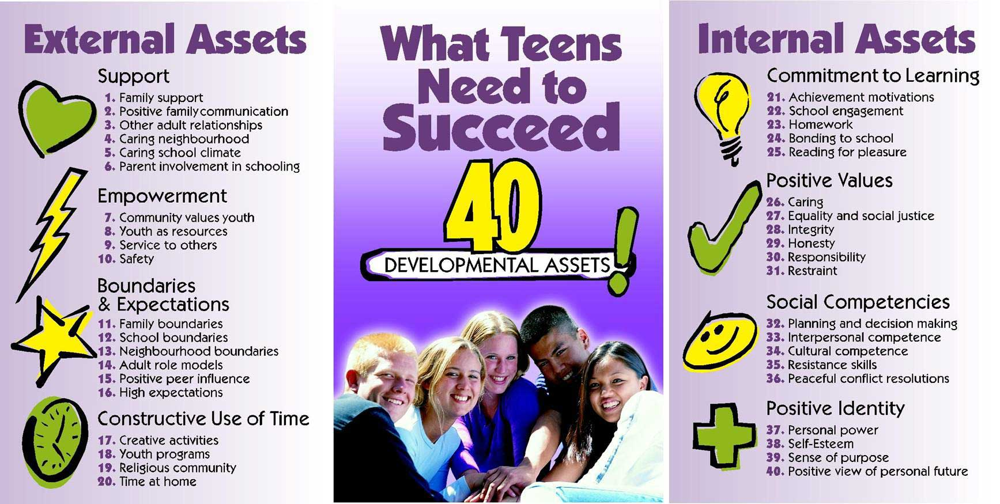 External Assets
Support
1. Family support
2. Positive family communication
3. Other adult relationships
4. Caring neighbourhood
5. Caring school climate
6. Parent involvement in schooling
Empowerment
7. Community values youth
8. Youth as resources
9. Service to others
10. Safety
Boundaries
& Expectations
11. Family boundaries
12. School boundaries
13. Neighbourhood boundaries
14. Adult role models
15. Positive peer influence
16. High expectations
Constructive Use of Time
17. Creative activities
18. Youth programs
19. Religious community
20. Time at home
What Teens
Need to
Succeed
40
DEVELOPMENTAL ASSETS!
Internal Assets
Commitment to Learning
21. Achievement motivations
22. School engagement
23. Homework
24. Bonding to school
25. Reading for pleasure
Positive Values
26. Caring
27. Equality and social justice
28. Integrity
29. Honesty
30. Responsibility
31. Restraint
Social Competencies
32. Planning and decision making
33. Interpersonal competence
34. Cultural competence
35. Resistance skills
36. Peaceful conflict resolutions
Positive Identity
37. Personal power
38. Self-Esteem
39. Sense of purpose
40. Positive view of personal future